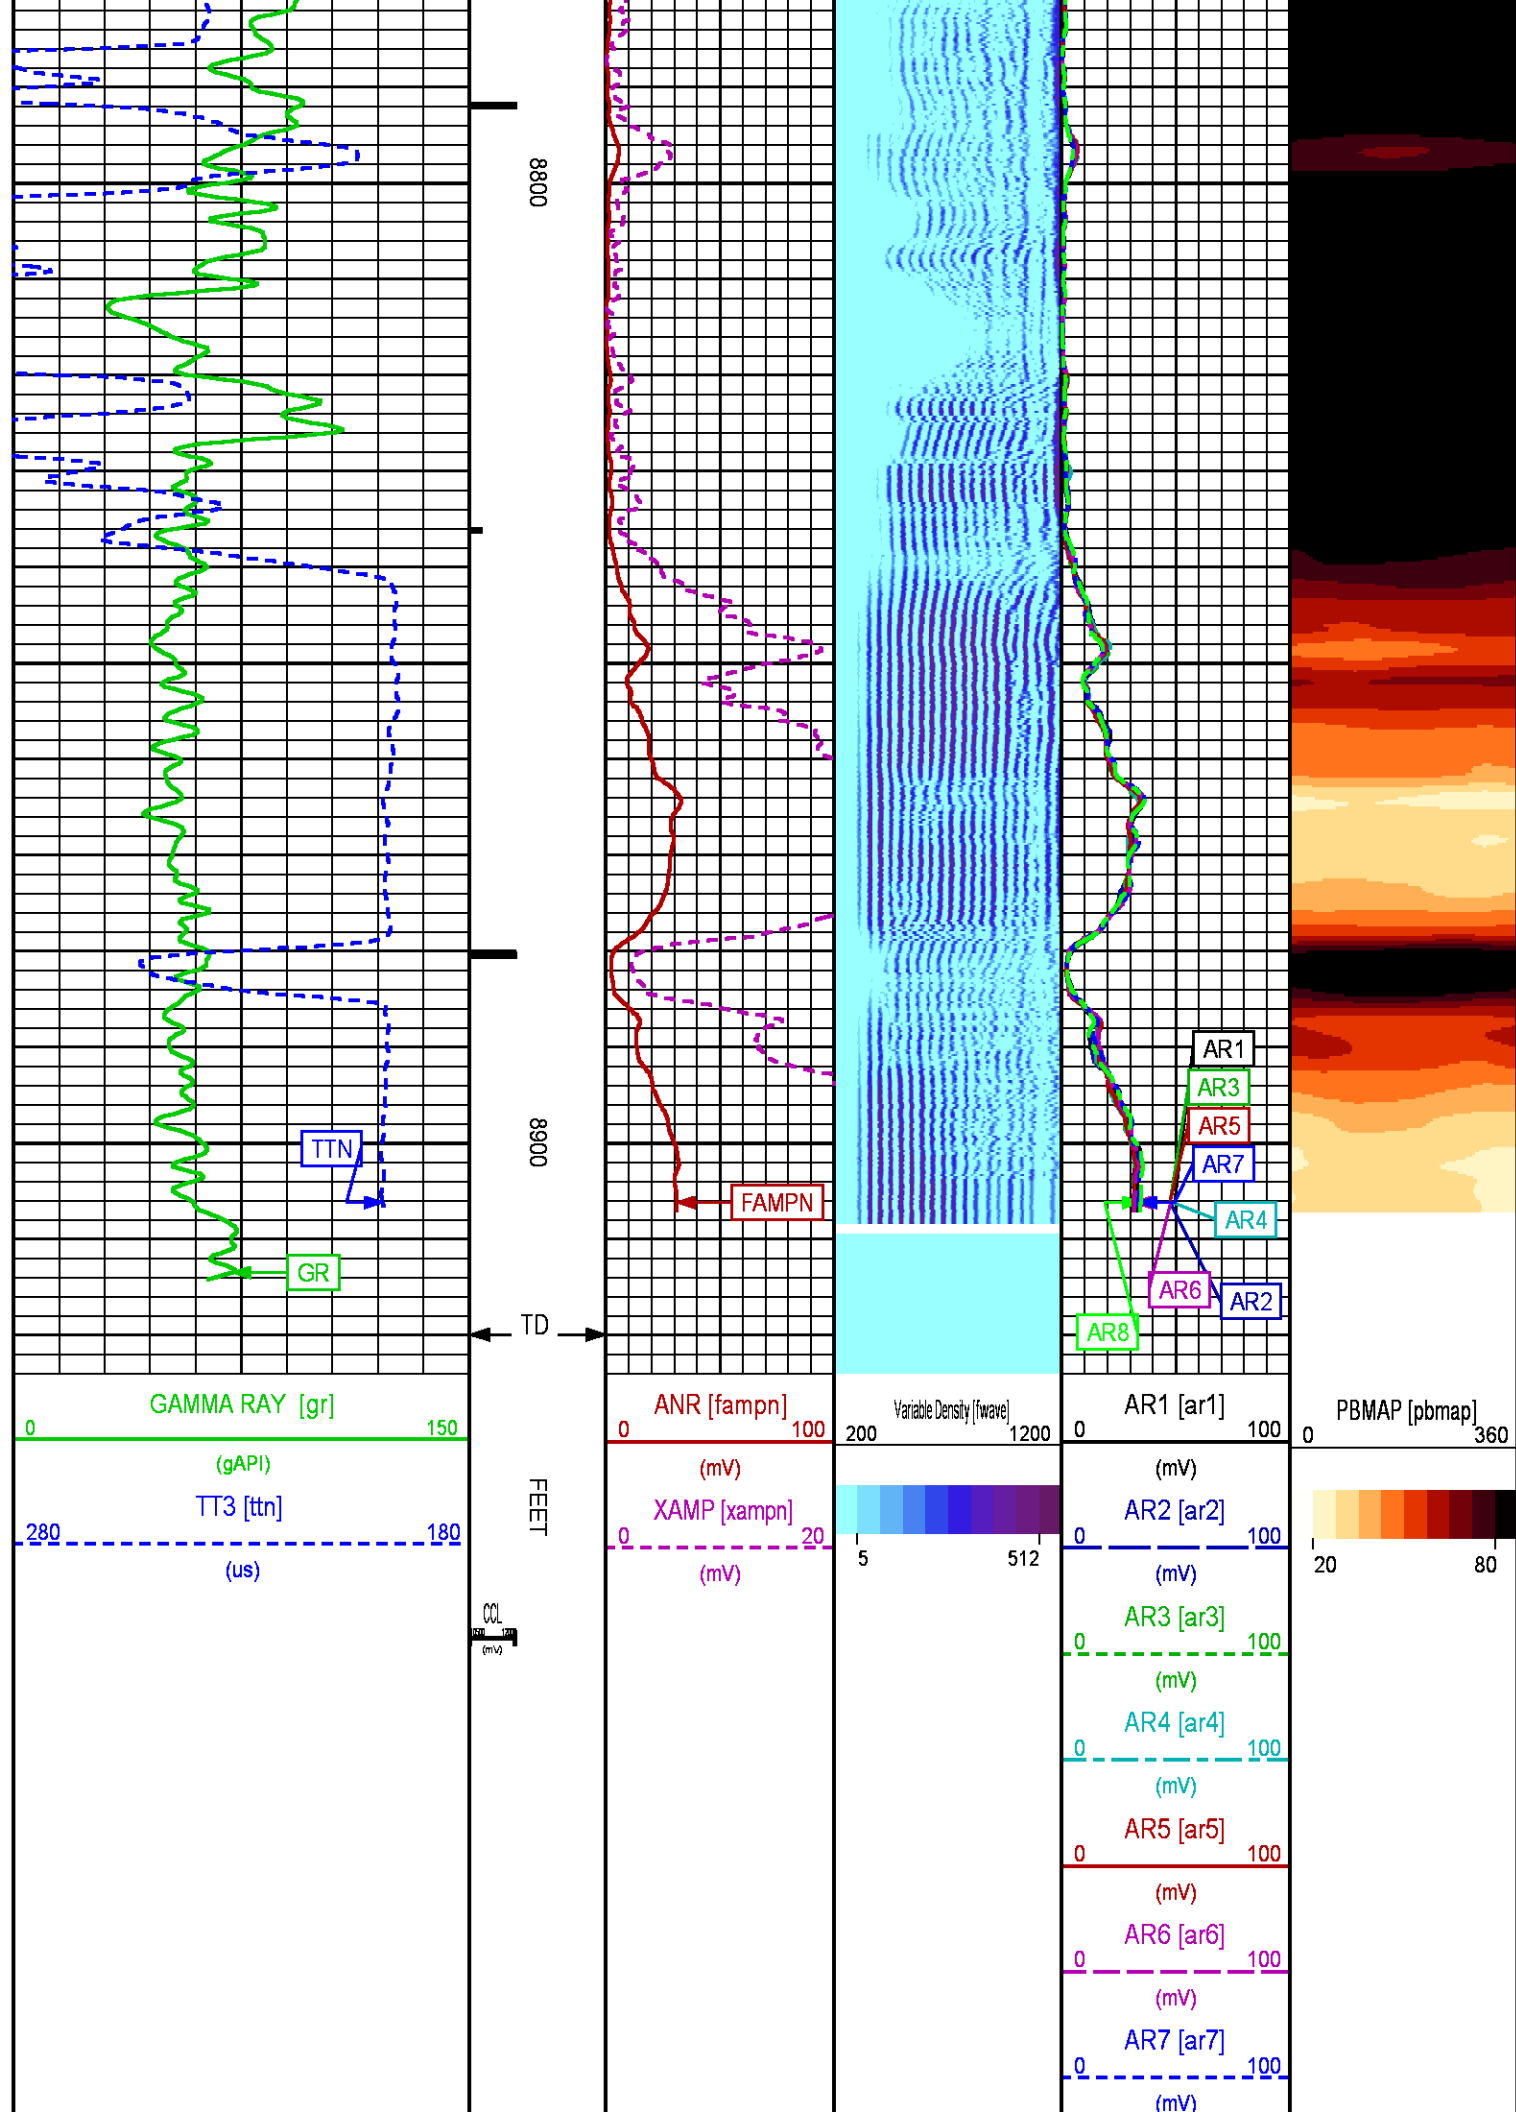 8800
8900
AR1
AR3
AR5
AR7
AR4
AR6
AR2
AR8
TTN
FAMPN
GR
TD
GAMMA RAY [gr]
0 150
(gAPI)
TT3 [ttn]
280 180
(us)
FEET
CCL
(mV)
ANR [fampn]
0 100
(mV)
XAMP [xampn]
0 20
(mV)
Variable Density [fwave]
200 1200
5 512
AR1 [ar1]
0 100
(mV)
AR2 [ar2]
0 100
(mV)
AR3 [ar3]
0 100
(mV)
AR4 [ar4]
0 100
(mV)
AR5 [ar5]
0 100
(mV)
AR6 [ar6]
0 100
(mV)
AR7 [ar7]
0 100
(mV)
PBMAP [pbmap]
0 360
20 80